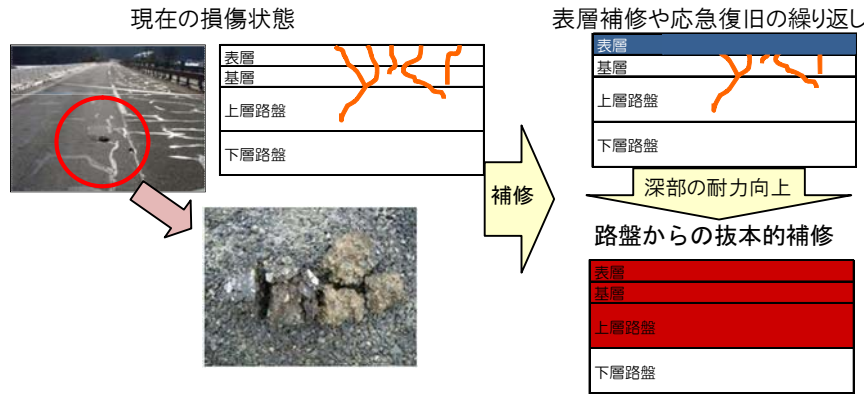 現在の損傷状態
表層補修や応急復旧の繰り返し
表層
基層
上層路盤
下層路盤
補修
表層
基層
上層路盤
下層路盤
深部の耐力向上
路盤からの抜本的補修
表層
基層
上層路盤
下層路盤